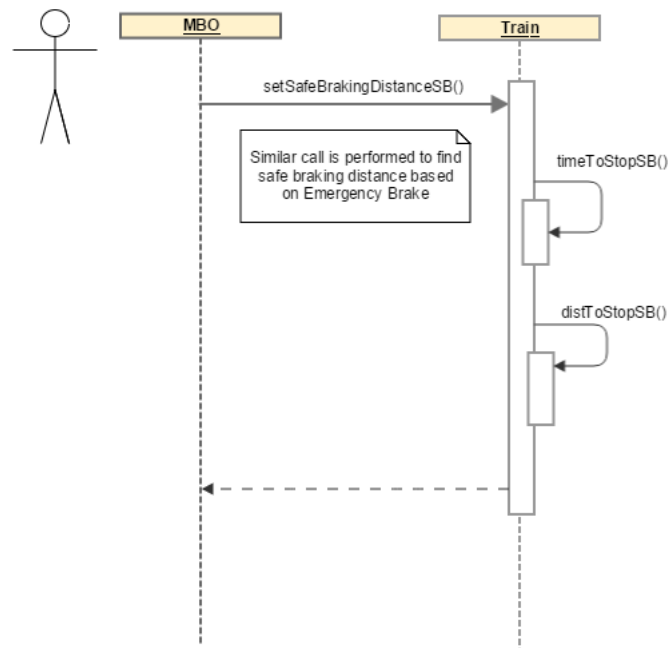 MBO
Train
setSafeBrakingDistanceSB()
Similar call is performed to find
safe braking distance based
on Emergency Brake
timeToStopSB()
distToStopSB()